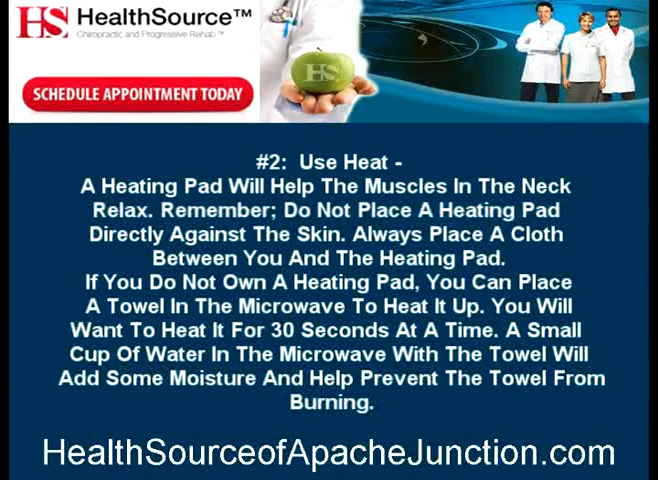 HS HealthSource™
Chiropractic and Progressive Rehab ™
SCHEDULE APPOINTMENT TODAY
HS
#2: Use Heat -
A Heating Pad Will Help The Muscles In The Neck
Relax. Remember; Do Not Place A Heating Pad
Directly Against The Skin. Always Place A Cloth
Between You And The Heating Pad.
If You Do Not Own A Heating Pad, You Can Place
A Towel In The Microwave To Heat It Up. You Will
Want To Heat It For 30 Seconds At A Time. A Small
Cup Of Water In The Microwave With The Towel Will
Add Some Moisture And Help Prevent The Towel From
Burning.
HealthSourceofApacheJunction.com